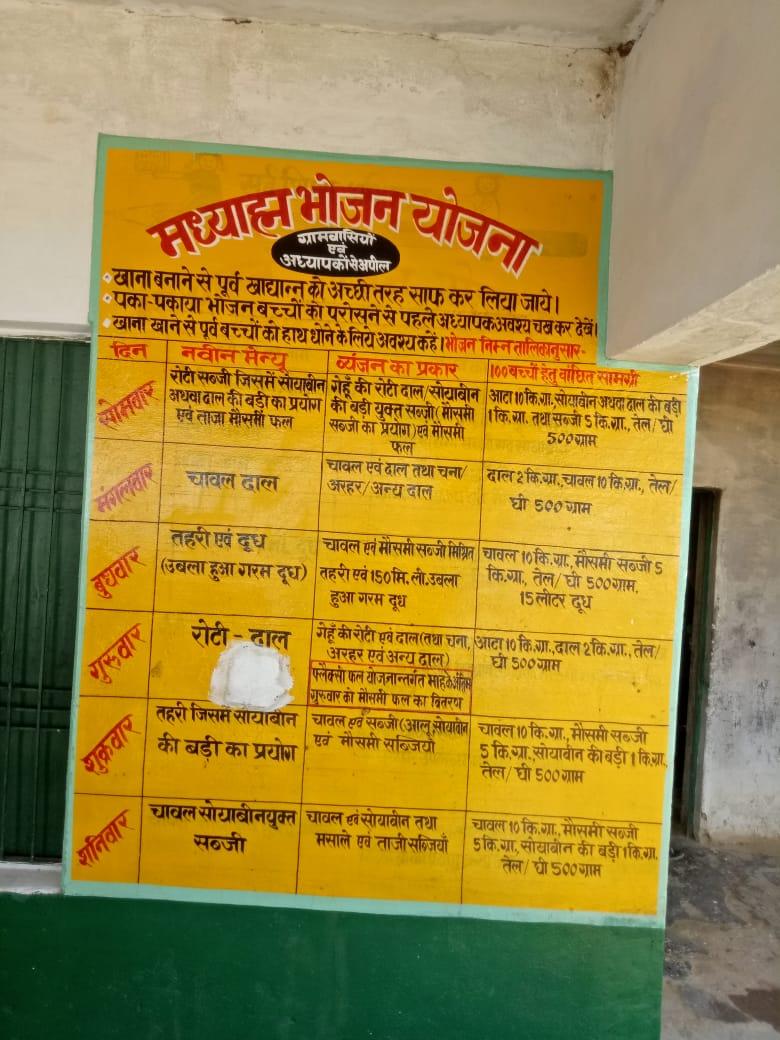 मध्याह्म भोजन योजना
ग्रामवासियों
एवं
अध्यापकों से अपील
खाना बनाने से पूर्व खाद्यान्न को अच्छी तरह साफ कर लिया जाये।
पका-पकाया भोजन बच्चों को परोसने से पहले अध्यापक अवश्य चख कर देखें।
खाना खाने से पूर्व बच्चों को हाथ धोने के लिय अवश्य कहें। भोजन निम्न तालिकानुसार-
दिन नवीन मैन्यू व्यंजन का प्रकार 100 बच्चों हेतु वांछित सामग्री
सोमवार
रोटी सब्जी जिसमें सोयाबीन
अथवा दाल की बड़ी का प्रयोग
एवं ताजा मौसमी फल
गेहूँ की रोटी दाल/सोयाबीन
की बड़ी युक्त सब्जी (मौसमी
सब्जी का प्रयोग) एवं मौसमी
फल
आटा 10 कि.ग्रा. सोयाबीन अथवा दाल की बड़ी
1 कि.ग्रा. तथा सब्जी 5 कि.ग्रा., तेल/घी
500 ग्राम
मंगलवार
चावल दाल
चावल एवं दाल तथा चना/
अरहर/अन्य दाल
दाल 2 कि.ग्रा., चावल 10 कि.ग्रा., तेल/
घी 500 ग्राम
बुधवार
तहरी एवं दूध
(उबला हुआ गरम दूध)
चावल एवं मौसमी सब्जी मिश्रित
तहरी एवं 150 मि. ली. उबला
हुआ गरम दूध
चावल 10 कि.ग्रा., मौसमी सब्जी 5
कि.ग्रा., तेल/घी 500 ग्राम,
15 लीटर दूध
गुरुवार
रोटी - दाल
गेहूँ की रोटी एवं दाल (तथा चना,
अरहर एवं अन्य दाल)
फ्लैक्सी फल योजनान्तर्गत माह के अंतिम
गुरुवार को मौसमी फल का वितरण
आटा 10 कि.ग्रा., दाल 2 कि.ग्रा., तेल/
घी 500 ग्राम
शुक्रवार
तहरी जिसमें सोयाबीन
की बड़ी का प्रयोग
चावल एवं सब्जी (आलू, सोयाबीन
एवं मौसमी सब्जियाँ
चावल 10 कि.ग्रा., मौसमी सब्जी
5 कि.ग्रा., सोयाबीन की बड़ी 1 कि.ग्रा.,
तेल/घी 500 ग्राम
शनिवार
चावल सोयाबीनयुक्त
सब्जी
चावल एवं सोयाबीन तथा
मसाले एवं ताजी सब्जियाँ
चावल 10 कि.ग्रा., मौसमी सब्जी
5 कि.ग्रा., सोयाबीन की बड़ी 1 कि.ग्रा.
तेल/घी 500 ग्राम